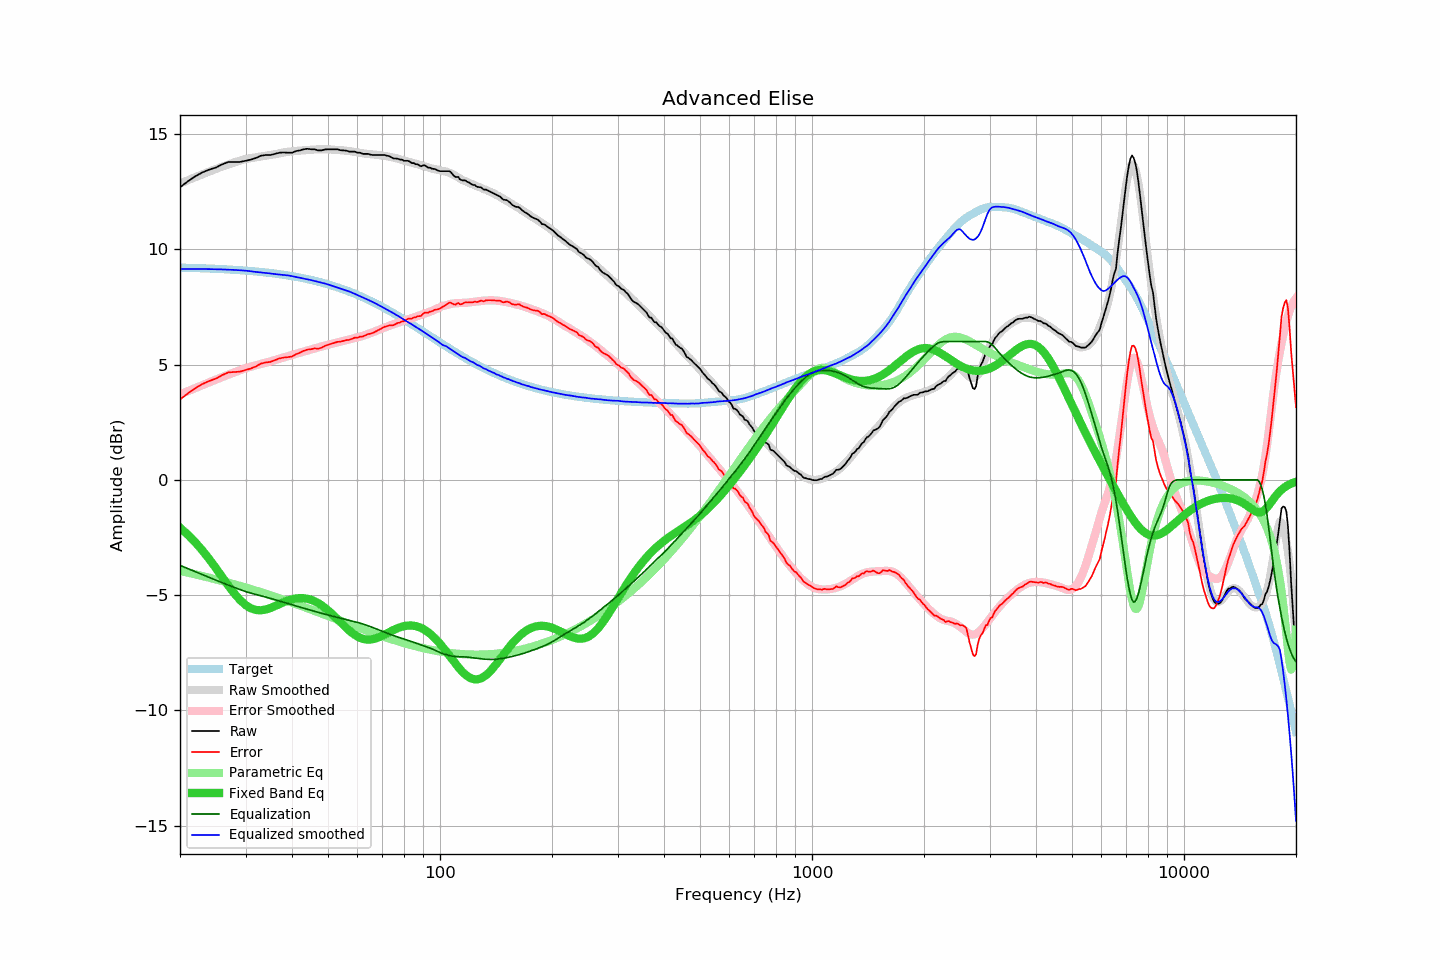 Advanced Elise
15
10
5
0
−5
−10
−15
Amplitude (dBr)
Target
Raw Smoothed
Error Smoothed
Raw
Error
Parametric Eq
Fixed Band Eq
Equalization
Equalized smoothed
100
1000
10000
Frequency (Hz)